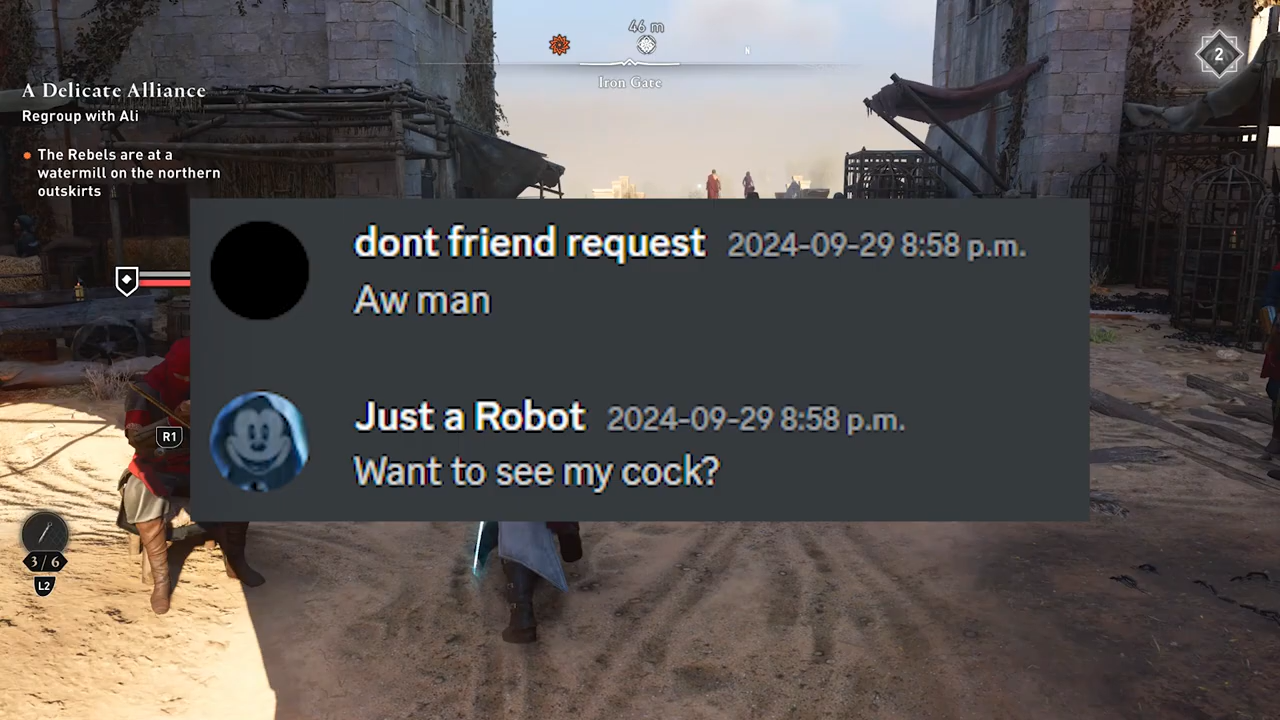 46 m
N
2
Iron Gate
A Delicate Alliance
Regroup with Ali
The Rebels are at a
watermill on the northern
outskirts
dont friend request 2024-09-29 8:58 p.m.
Aw man
Just a Robot 2024-09-29 8:58 p.m.
Want to see my cock?
R1
3 / 6
L2